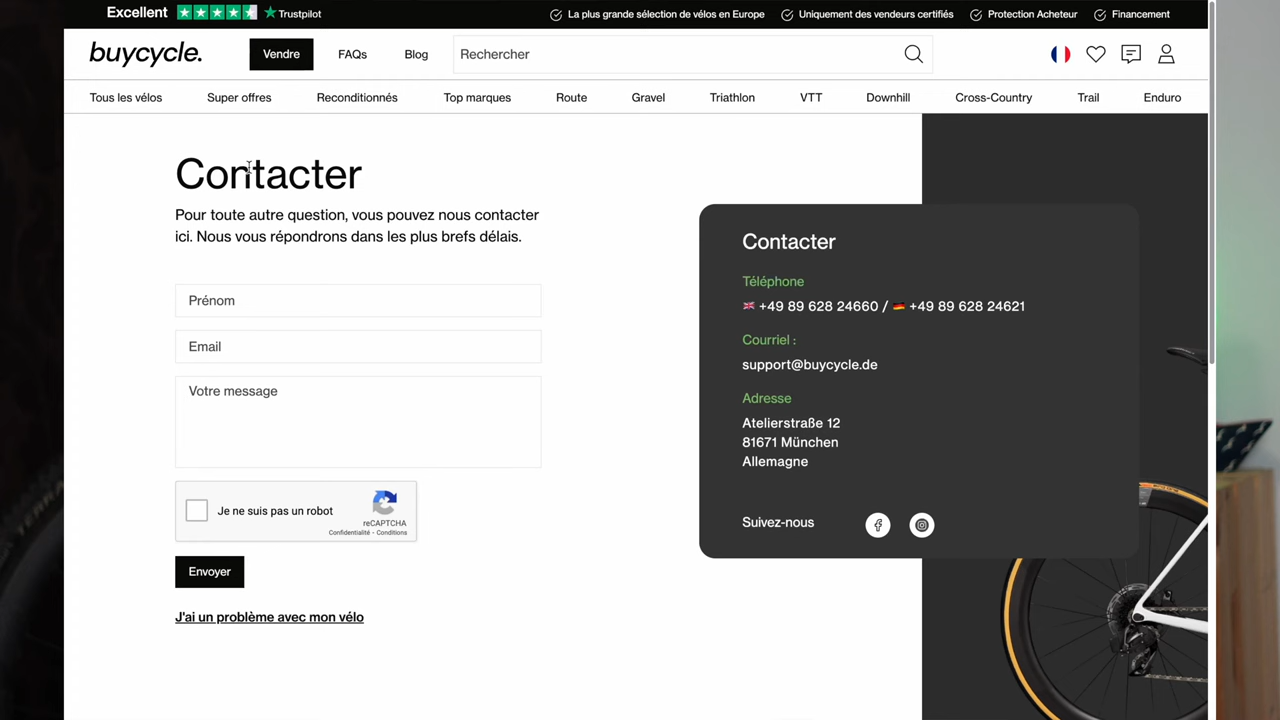 Excellent Trustpilot
La plus grande sélection de vélos en Europe
Uniquement des vendeurs certifiés
Protection Acheteur
Financement
buycycle.
Vendre
FAQs
Blog
Rechercher
Tous les vélos
Super offres
Reconditionnés
Top marques
Route
Gravel
Triathlon
VTT
Downhill
Cross-Country
Trail
Enduro
Contacter
Pour toute autre question, vous pouvez nous contacter
ici. Nous vous répondrons dans les plus brefs délais.
Prénom
Email
Votre message
Je ne suis pas un robot
reCAPTCHA
Confidentialité - Conditions
Envoyer
J'ai un problème avec mon vélo
Contacter
Téléphone
+49 89 628 24660 / +49 89 628 24621
Courriel :
support@buycycle.de
Adresse
Atelierstraße 12
81671 München
Allemagne
Suivez-nous